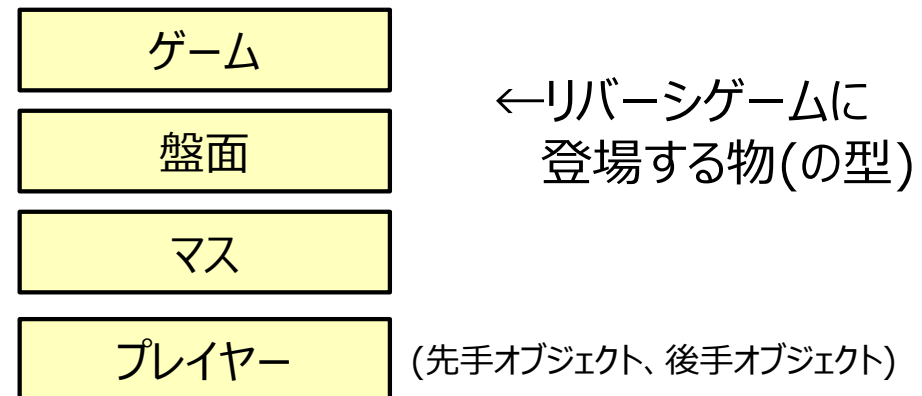 ゲーム
←リバーシゲームに
盤面
登場する物(の型)
マス
プレイヤー
(先手オブジェクト、後手オブジェクト)